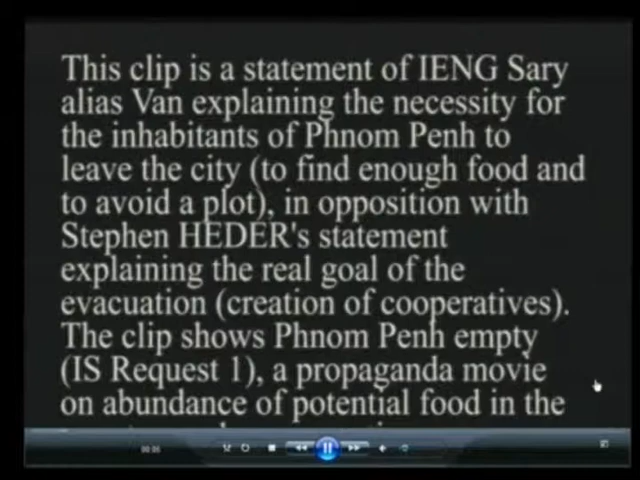 This clip is a statement of IENG Sary
alias Van explaining the necessity for
the inhabitants of Phnom Penh to
leave the city (to find enough food and
to avoid a plot), in opposition with
Stephen HEDER's statement
explaining the real goal of the
evacuation (creation of cooperatives).
The clip shows Phnom Penh empty
(IS Request 1), a propaganda movie
on abundance of potential food in the